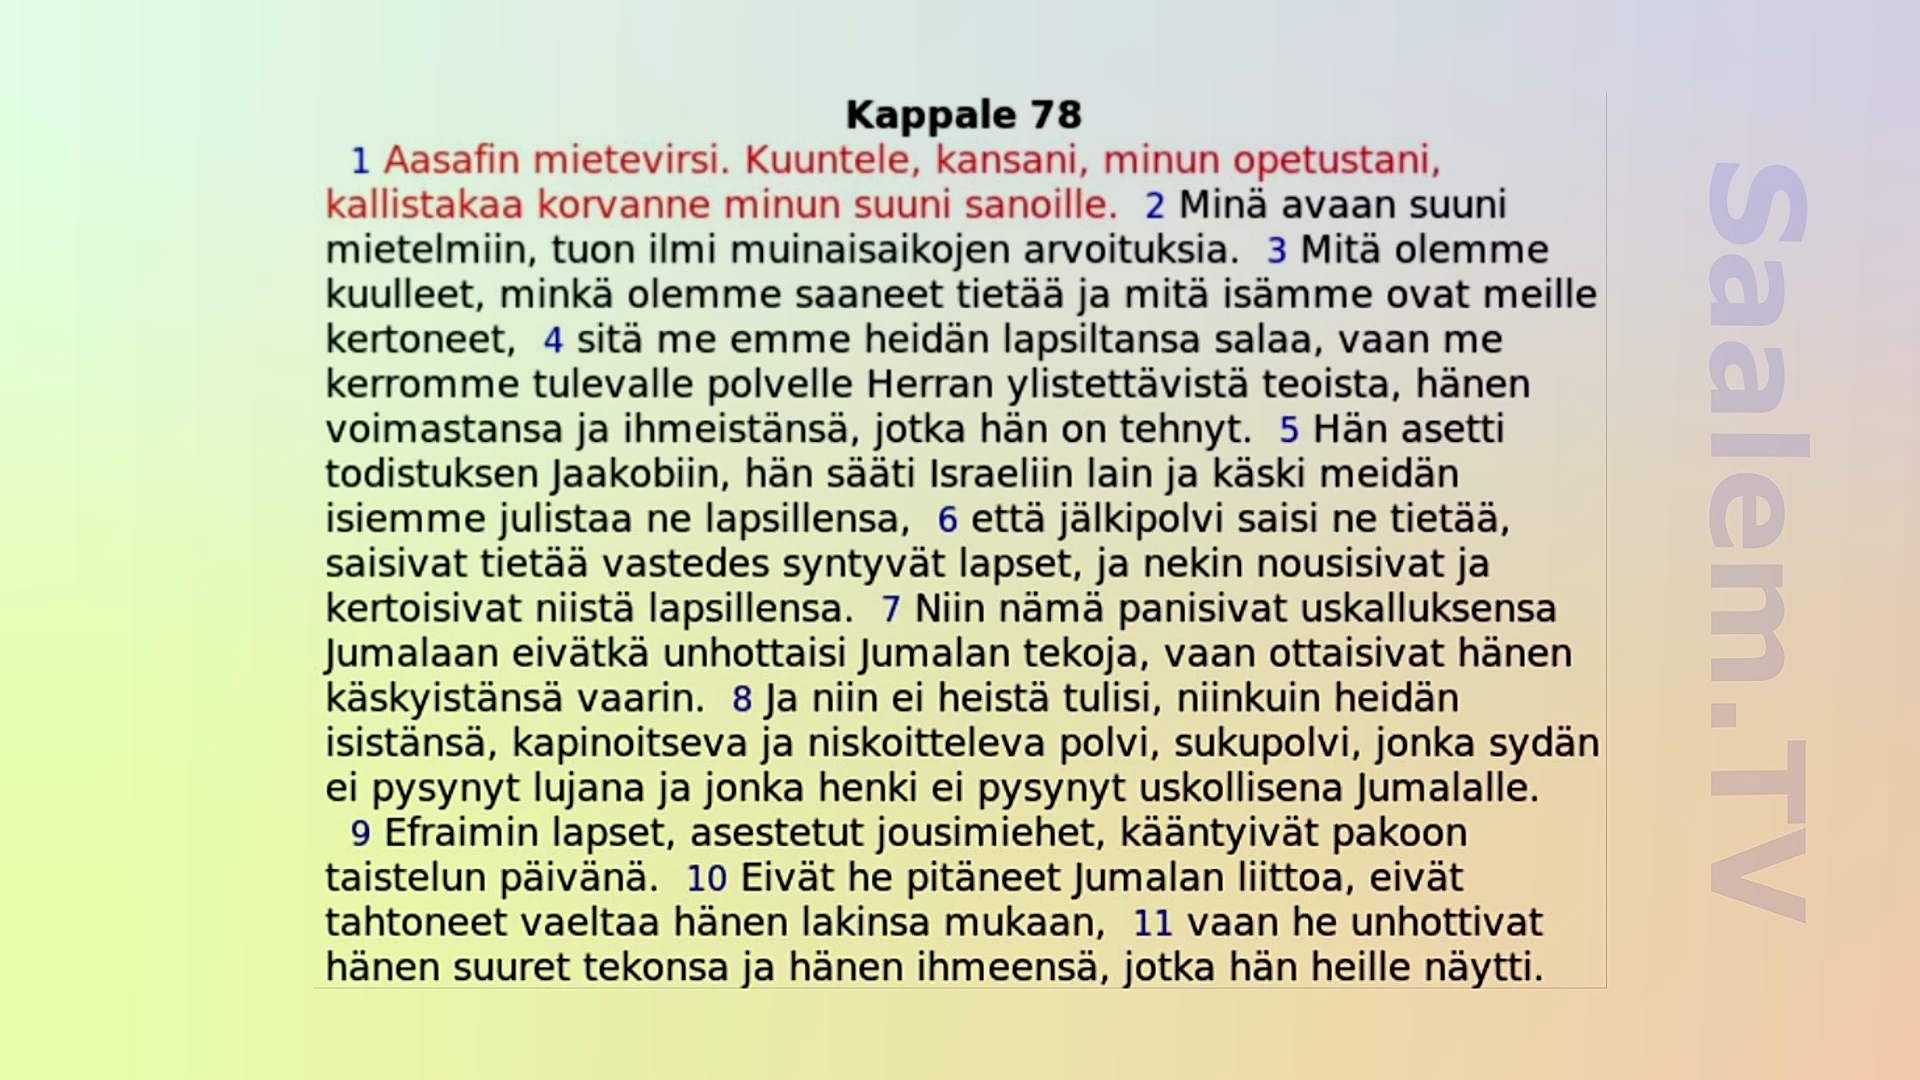 Kappale 78
1 Aasafin mietevirsi. Kuuntele, kansani, minun opetustani,
kallistakaa korvanne minun suuni sanoille. 2 Minä avaan suuni
mietelmiin, tuon ilmi muinaisaikojen arvoituksia. 3 Mitä olemme
kuulleet, minkä olemme saaneet tietää ja mitä isämme ovat meille
kertoneet, 4 sitä me emme heidän lapsiltansa salaa, vaan me
kerromme tulevalle polvelle Herran ylistettävistä teoista, hänen
voimastansa ja ihmeistänsä, jotka hän on tehnyt. 5 Hän asetti
todistuksen Jaakobiin, hän sääti Israeliin lain ja käski meidän
isiemme julistaa ne lapsillensa, 6 että jälkipolvi saisi ne tietää,
saisivat tietää vastedes syntyvät lapset, ja nekin nousisivat ja
kertoisivat niistä lapsillensa. 7 Niin nämä panisivat uskalluksensa
Jumalaan eivätkä unhottaisi Jumalan tekoja, vaan ottaisivat hänen
käskyistänsä vaarin. 8 Ja niin ei heistä tulisi, niinkuin heidän
isistänsä, kapinoitseva ja niskoitteleva polvi, sukupolvi, jonka sydän
ei pysynyt lujana ja jonka henki ei pysynyt uskollisena Jumalalle.
9 Efraimin lapset, asestetut jousimiehet, kääntyivät pakoon
taistelun päivänä. 10 Eivät he pitäneet Jumalan liittoa, eivät
tahtoneet vaeltaa hänen lakinsa mukaan, 11 vaan he unhottivat
hänen suuret tekonsa ja hänen ihmeensä, jotka hän heille näytti.
Saalem.TV